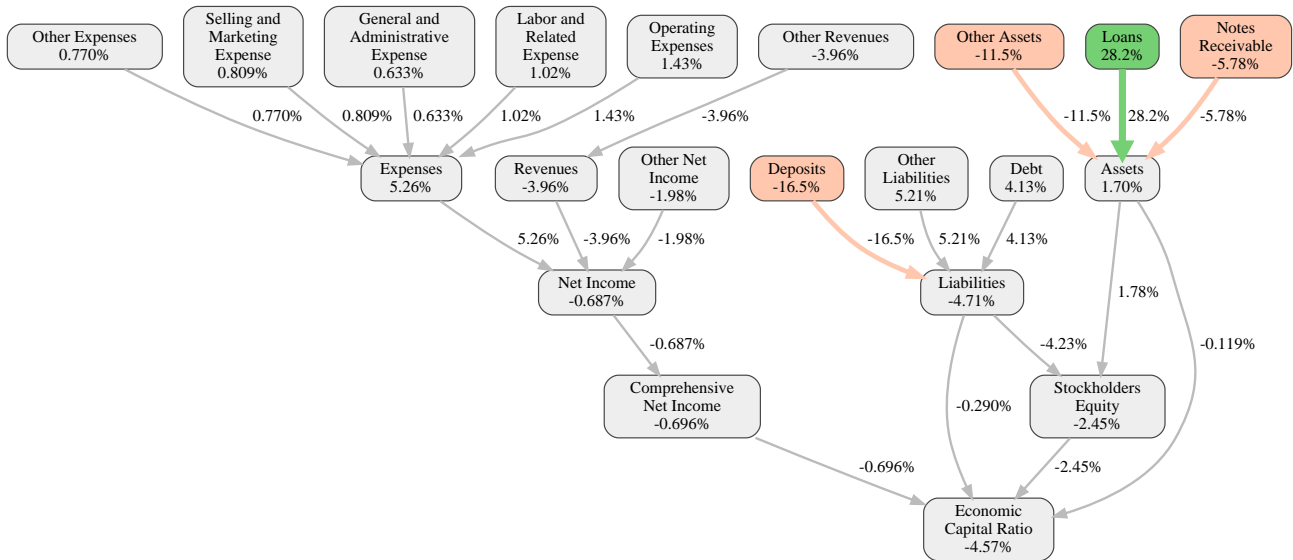 Other Expenses
0.770%
Selling and
Marketing
Expense
0.809%
General and
Administrative
Expense
0.633%
Labor and
Related
Expense
1.02%
Operating
Expenses
1.43%
Other Revenues
-3.96%
Other Assets
-11.5%
Loans
28.2%
Notes
Receivable
-5.78%
0.770%
0.809%
0.633%
1.02%
1.43%
-3.96%
-11.5%
28.2%
-5.78%
Expenses
5.26%
Revenues
-3.96%
Other Net
Income
-1.98%
Deposits
-16.5%
Other
Liabilities
5.21%
Debt
4.13%
Assets
1.70%
5.26%
-3.96%
-1.98%
-16.5%
5.21%
4.13%
Net Income
-0.687%
Liabilities
-4.71%
1.78%
-0.687%
-4.23%
-0.119%
Comprehensive
Net Income
-0.696%
-0.290%
Stockholders
Equity
-2.45%
-0.696%
-2.45%
Economic
Capital Ratio
-4.57%